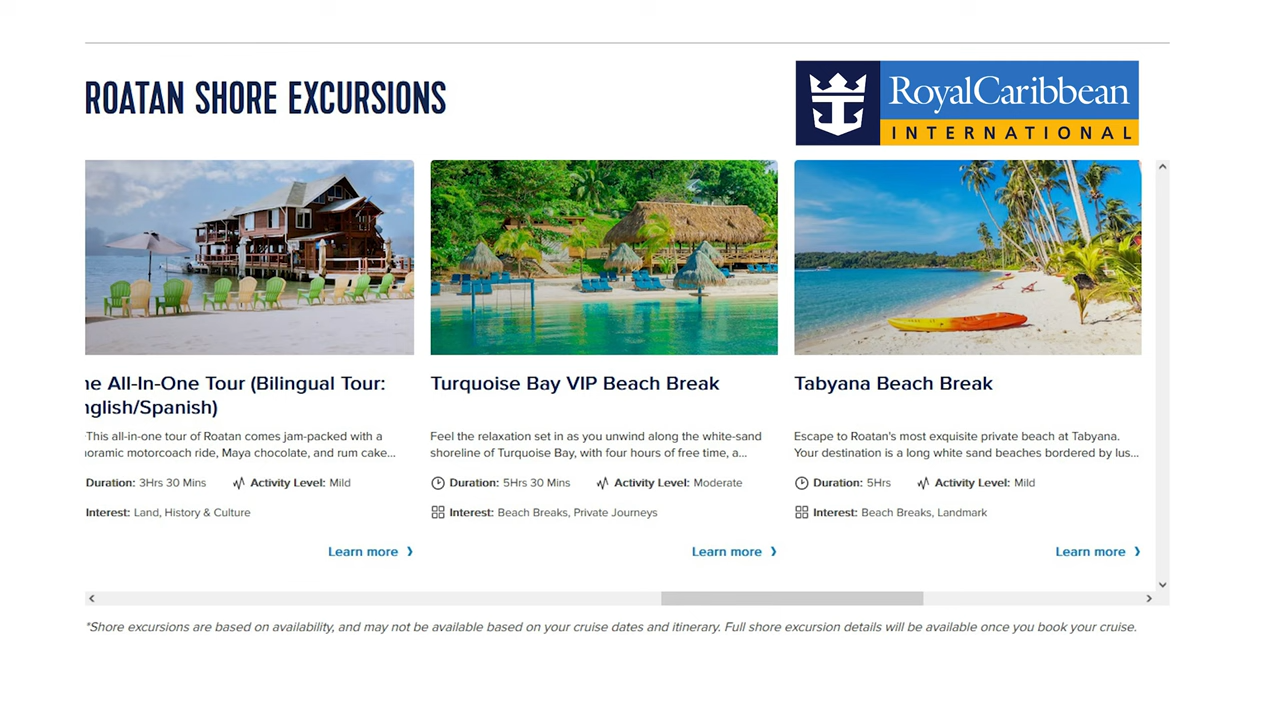 ROATAN SHORE EXCURSIONS
RoyalCaribbean
INTERNATIONAL
ne All-In-One Tour (Bilingual Tour:
nglish/Spanish)
This all-in-one tour of Roatan comes jam-packed with a
noramic motorcoach ride, Maya chocolate, and rum cake...
Duration: 3Hrs 30 Mins Activity Level: Mild
Interest: Land, History & Culture
Learn more ❯
Turquoise Bay VIP Beach Break
Feel the relaxation set in as you unwind along the white-sand
shoreline of Turquoise Bay, with four hours of free time, a...
Duration: 5Hrs 30 Mins Activity Level: Moderate
Interest: Beach Breaks, Private Journeys
Learn more ❯
Tabyana Beach Break
Escape to Roatan's most exquisite private beach at Tabyana.
Your destination is a long white sand beaches bordered by lus...
Duration: 5Hrs Activity Level: Mild
Interest: Beach Breaks, Landmark
Learn more ❯
*Shore excursions are based on availability, and may not be available based on your cruise dates and itinerary. Full shore excursion details will be available once you book your cruise.